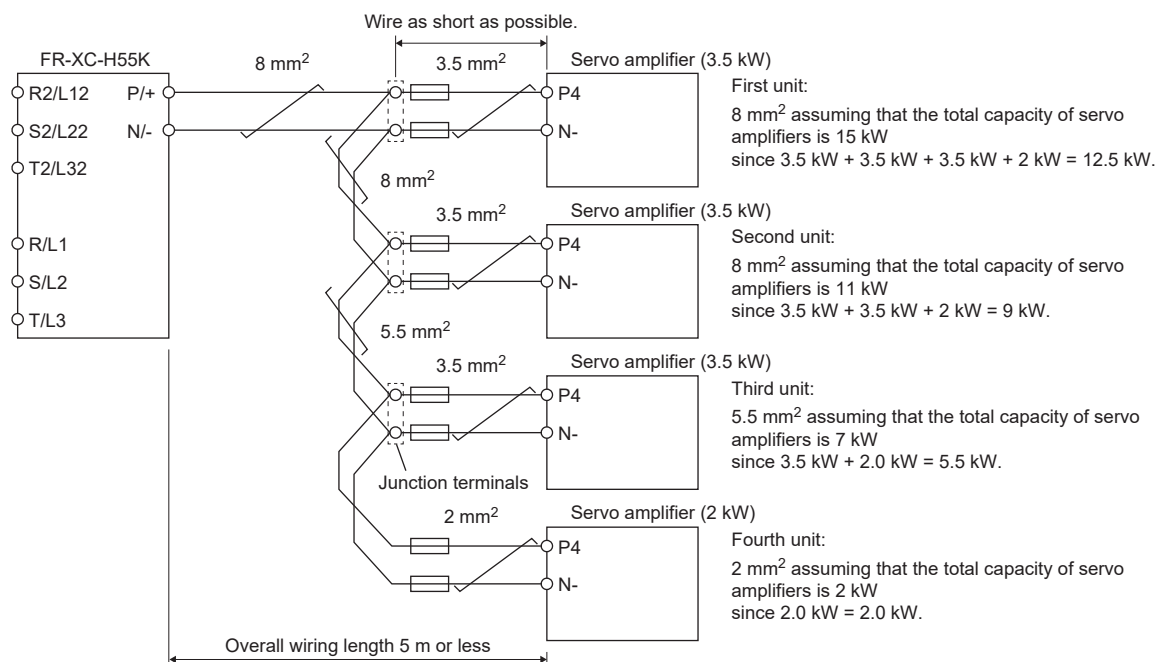 Wire as short as possible.
FR-XC-H55K
8 mm²
3.5 mm²
Servo amplifier (3.5 kW)
R2/L12
P/+
P4
S2/L22
N/-
N-
T2/L32
R/L1
S/L2
T/L3
First unit:
8 mm² assuming that the total capacity of servo
amplifiers is 15 kW
since 3.5 kW + 3.5 kW + 3.5 kW + 2 kW = 12.5 kW.
8 mm²
3.5 mm²
Servo amplifier (3.5 kW)
P4
N-
Second unit:
8 mm² assuming that the total capacity of servo
amplifiers is 11 kW
since 3.5 kW + 3.5 kW + 2 kW = 9 kW.
5.5 mm²
3.5 mm²
Servo amplifier (3.5 kW)
P4
N-
Third unit:
5.5 mm² assuming that the total capacity of servo
amplifiers is 7 kW
since 3.5 kW + 2.0 kW = 5.5 kW.
Junction terminals
2 mm²
Servo amplifier (2 kW)
P4
N-
Fourth unit:
2 mm² assuming that the total capacity of servo
amplifiers is 2 kW
since 2.0 kW = 2.0 kW.
Overall wiring length 5 m or less